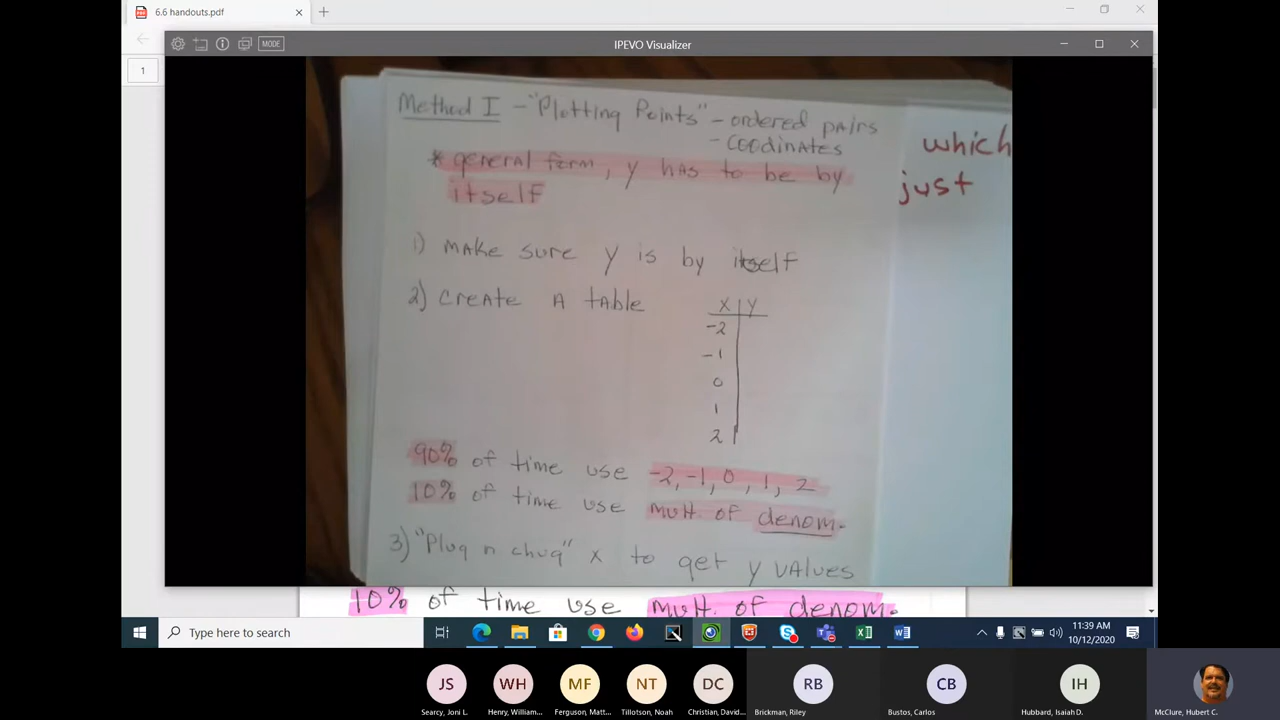 6.6 handouts.pdf
1
MODE
IPEVO Visualizer
Method I - "Plotting Points" - ordered pairs
- coodinates
which
just
* general form, y has to be by
itself
1) make sure y is by itself
2) create a table
x | y
-2
-1
0
1
2
90% of time use -2, -1, 0, 1, 2
10% of time use mult. of denom.
3) "Plug n chug" x to get y values
10% of time use mult. of denom.
Type here to search
11:39 AM
10/12/2020
JS
WH
MF
NT
DC
RB
CB
IH
Searcy, Joni L.
Henry, William...
Ferguson, Matt...
Tillotson, Noah
Christian, David...
Brickman, Riley
Bustos, Carlos
Hubbard, Isaiah D.
McClure, Hubert C.